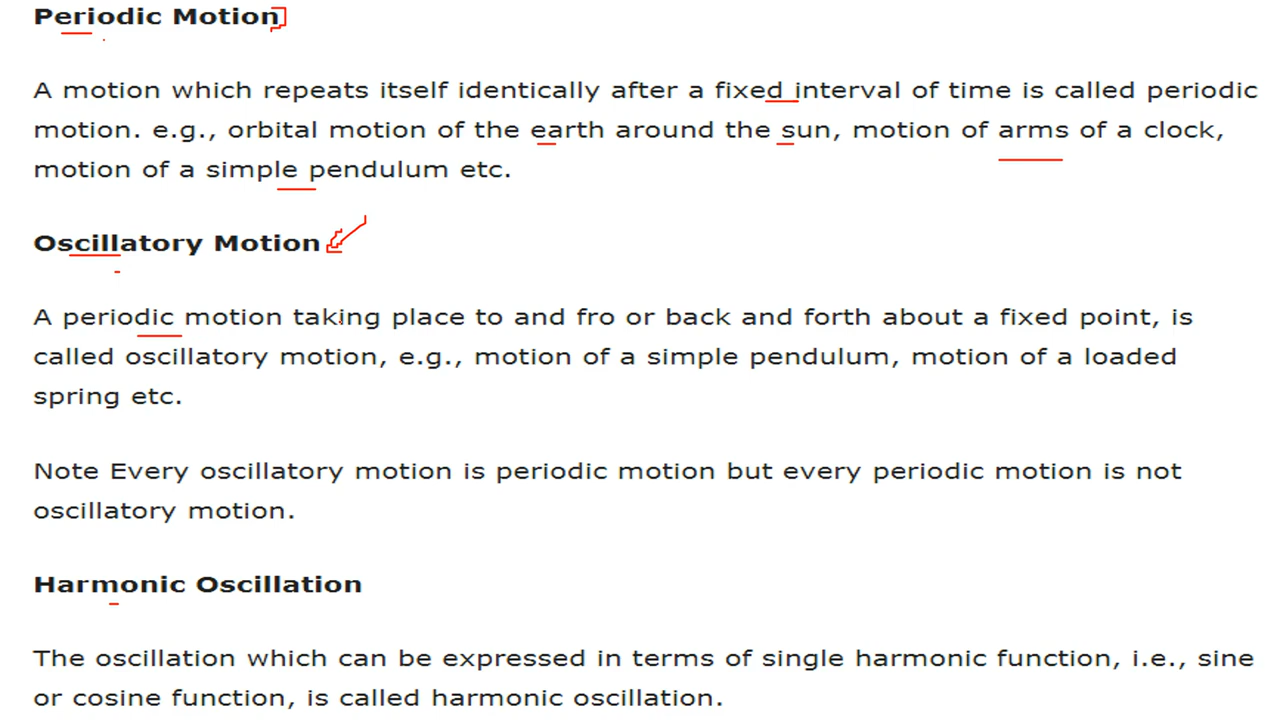 Periodic Motion
A motion which repeats itself identically after a fixed interval of time is called periodic
motion. e.g., orbital motion of the earth around the sun, motion of arms of a clock,
motion of a simple pendulum etc.
Oscillatory Motion
A periodic motion taking place to and fro or back and forth about a fixed point, is
called oscillatory motion, e.g., motion of a simple pendulum, motion of a loaded
spring etc.
Note Every oscillatory motion is periodic motion but every periodic motion is not
oscillatory motion.
Harmonic Oscillation
The oscillation which can be expressed in terms of single harmonic function, i.e., sine
or cosine function, is called harmonic oscillation.